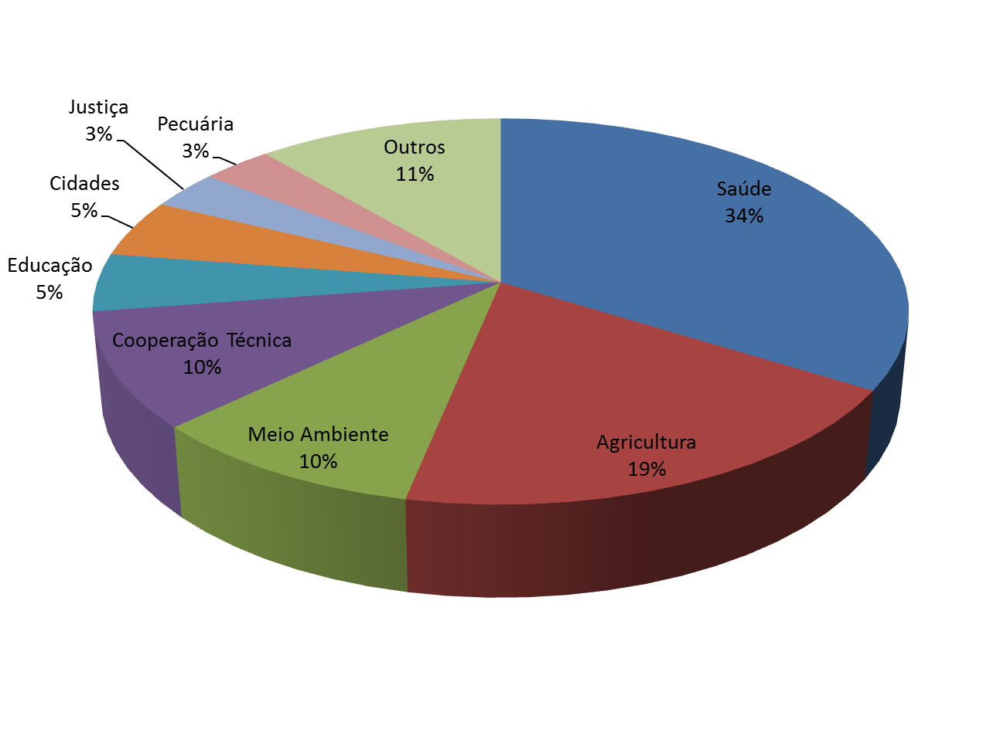 Justiça
3%
Pecuária
3%
Outros
11%
Saúde
34%
Cidades
5%
Educação
5%
Cooperação Técnica
10%
Meio Ambiente
10%
Agricultura
19%